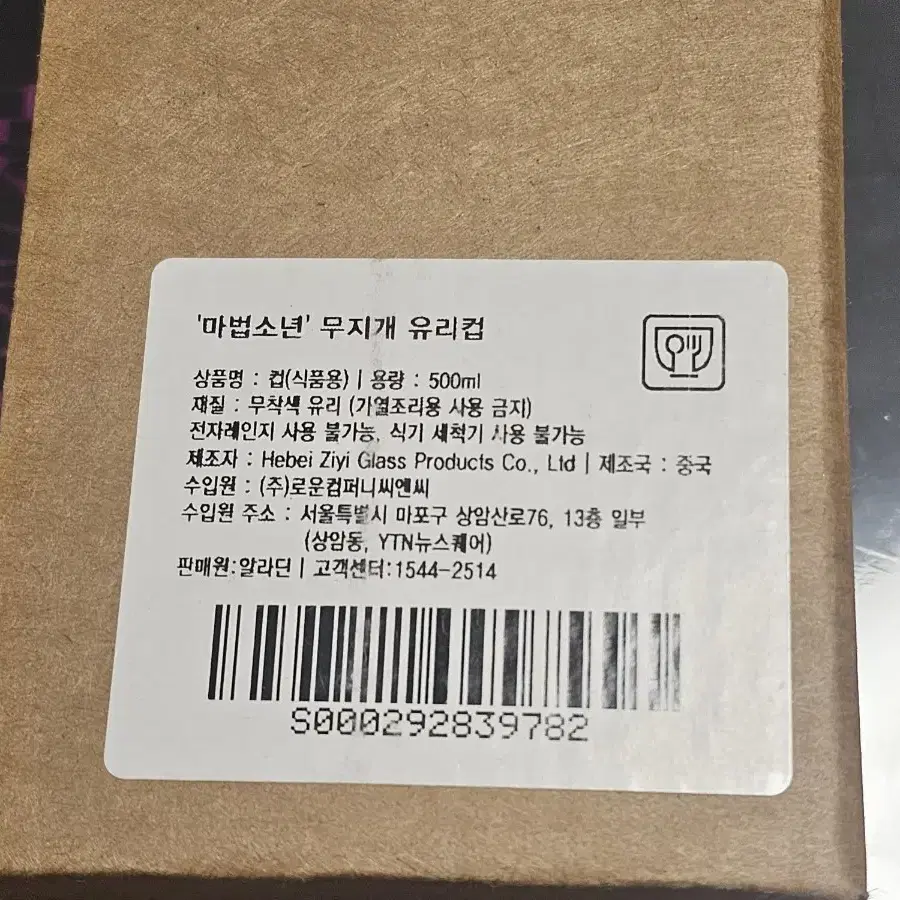 '마법소년' 무지개 유리컵
상품명 : 컵(식품용) | 용량 : 500ml
재질 : 무착색 유리 (가열조리용 사용 금지)
전자레인지 사용 불가능, 식기 세척기 사용 불가능
제조자 : Hebei Ziyi Glass Products Co., Ltd | 제조국 : 중국
수입원 : (주)로운컴퍼니씨앤씨
수입원 주소 : 서울특별시 마포구 상암산로76, 13층 일부
(상암동, YTN뉴스퀘어)
판매원:알라딘 | 고객센터:1544-2514
S000292839782